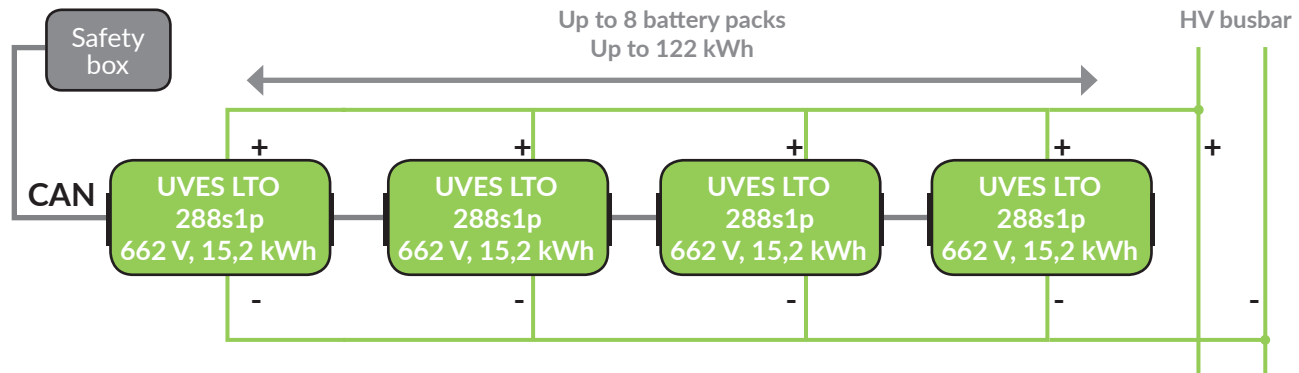 Safety
box
Up to 8 battery packs
Up to 122 kWh
HV busbar
+
+
+
+
+
CAN
UVES LTO
288s1p
662 V, 15,2 kWh
UVES LTO
288s1p
662 V, 15,2 kWh
UVES LTO
288s1p
662 V, 15,2 kWh
UVES LTO
288s1p
662 V, 15,2 kWh
-
-
-
-
-